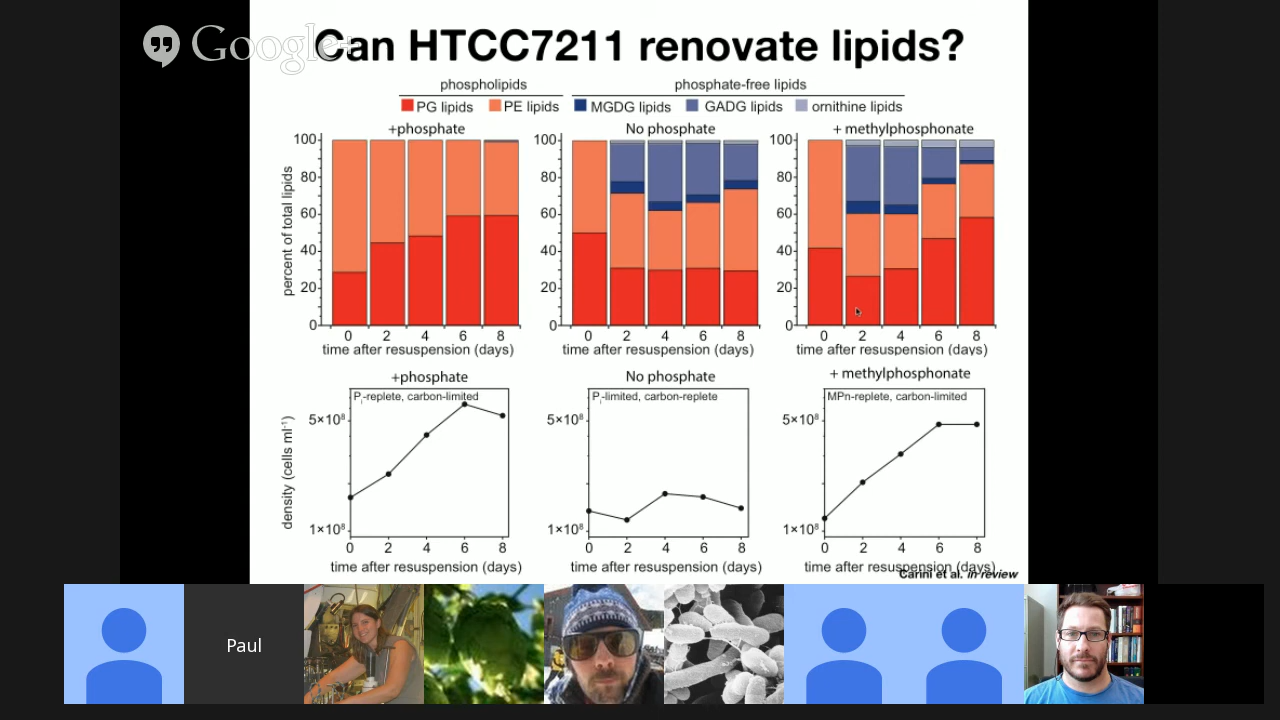 Google+
Can HTCC7211 renovate lipids?
phospholipids phosphate-free lipids
PG lipids PE lipids MGDG lipids GADG lipids ornithine lipids
+phosphate No phosphate + methylphosphonate
percent of total lipids
100 80 60 40 20 0
100 80 60 40 20 0
100 80 60 40 20 0
0 2 4 6 8 0 2 4 6 8 0 2 4 6 8
time after resuspension (days) time after resuspension (days) time after resuspension (days)
+phosphate No phosphate + methylphosphonate
Pi-replete, carbon-limited Pi-limited, carbon-replete MPn-replete, carbon-limited
density (cells ml⁻¹)
5×10⁸ 5×10⁸ 5×10⁸
1×10⁸ 1×10⁸ 1×10⁸
0 2 4 6 8 0 2 4 6 8 0 2 4 6 8
time after resuspension (days) time after resuspension (days) time after resuspension (days)
Carini et al. in review
Paul